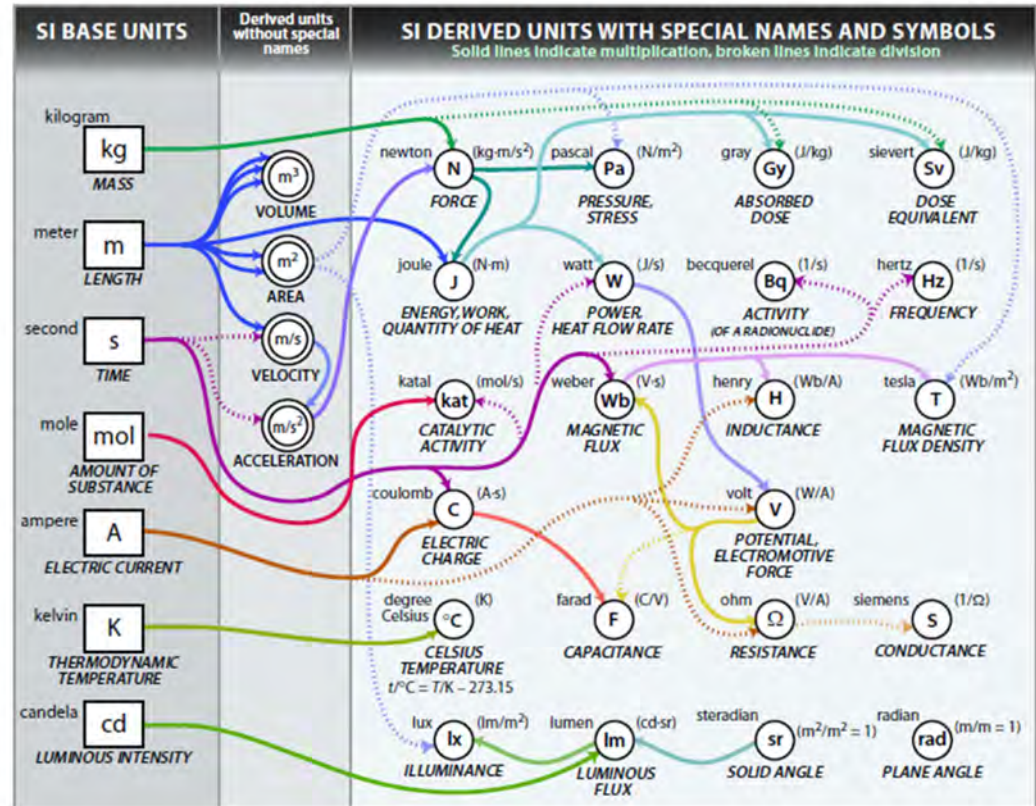 SI BASE UNITS
Derived units
without special
names
SI DERIVED UNITS WITH SPECIAL NAMES AND SYMBOLS
Solid lines indicate multiplication, broken lines indicate division
kilogram
kg
MASS
meter
m
LENGTH
second
s
TIME
mole
mol
AMOUNT OF
SUBSTANCE
ampere
A
ELECTRIC CURRENT
kelvin
K
THERMODYNAMIC
TEMPERATURE
candela
cd
LUMINOUS INTENSITY
m³
VOLUME
m²
AREA
m/s
VELOCITY
m/s²
ACCELERATION
newton
N
(kg·m/s²)
FORCE
pascal
Pa
(N/m²)
PRESSURE,
STRESS
gray
Gy
(J/kg)
ABSORBED
DOSE
sievert
Sv
(J/kg)
DOSE
EQUIVALENT
joule
J
(N·m)
ENERGY, WORK,
QUANTITY OF HEAT
watt
W
(J/s)
POWER,
HEAT FLOW RATE
becquerel
Bq
(1/s)
ACTIVITY
(OF A RADIONUCLIDE)
hertz
Hz
(1/s)
FREQUENCY
katal
kat
(mol/s)
CATALYTIC
ACTIVITY
weber
Wb
(V·s)
MAGNETIC
FLUX
henry
H
(Wb/A)
INDUCTANCE
tesla
T
(Wb/m²)
MAGNETIC
FLUX DENSITY
coulomb
C
(A·s)
ELECTRIC
CHARGE
volt
V
(W/A)
POTENTIAL,
ELECTROMOTIVE
FORCE
degree
Celsius
°C
(K)
CELSIUS
TEMPERATURE
t/°C = T/K – 273.15
farad
F
(C/V)
CAPACITANCE
ohm
Ω
(V/A)
RESISTANCE
siemens
S
(1/Ω)
CONDUCTANCE
lux
lx
(lm/m²)
ILLUMINANCE
lumen
lm
(cd·sr)
LUMINOUS
FLUX
steradian
sr
(m²/m² = 1)
SOLID ANGLE
radian
rad
(m/m = 1)
PLANE ANGLE